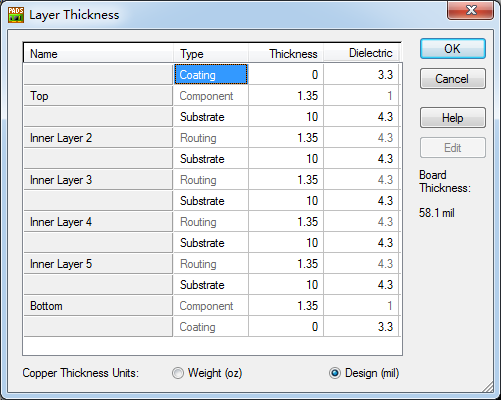 PADS
Layer Thickness
Name Type Thickness Dielectric
Coating 0 3.3
Top Component 1.35 1
Substrate 10 4.3
Inner Layer 2 Routing 1.35 4.3
Substrate 10 4.3
Inner Layer 3 Routing 1.35 4.3
Substrate 10 4.3
Inner Layer 4 Routing 1.35 4.3
Substrate 10 4.3
Inner Layer 5 Routing 1.35 4.3
Substrate 10 4.3
Bottom Component 1.35 1
Coating 0 3.3
OK
Cancel
Help
Edit
Board
Thickness:
58.1 mil
Copper Thickness Units: Weight (oz) Design (mil)